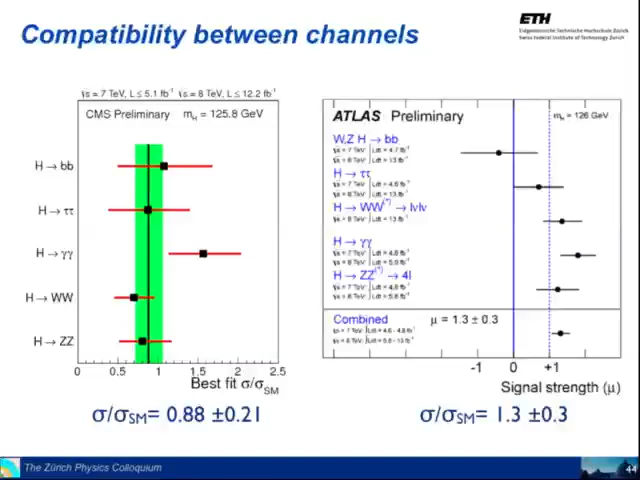 Compatibility between channels
ETH
Eidgenössische Technische Hochschule Zürich
Swiss Federal Institute of Technology Zurich
√s = 7 TeV, L ≤ 5.1 fb⁻¹ √s = 8 TeV, L ≤ 12.2 fb⁻¹
CMS Preliminary m_H = 125.8 GeV
H → bb
H → ττ
H → γγ
H → WW
H → ZZ
0 0.5 1 1.5 2 2.5
Best fit σ/σ_SM
σ/σ_SM= 0.88 ±0.21
ATLAS Preliminary m_H = 126 GeV
W,Z H → bb
√s = 7 TeV: ∫Ldt = 4.7 fb⁻¹
√s = 8 TeV: ∫Ldt = 13 fb⁻¹
H → ττ
√s = 7 TeV: ∫Ldt = 4.6 fb⁻¹
√s = 8 TeV: ∫Ldt = 13 fb⁻¹
H → WW⁽*⁾ → lνlν
√s = 8 TeV: ∫Ldt = 13 fb⁻¹
H → γγ
√s = 7 TeV: ∫Ldt = 4.8 fb⁻¹
√s = 8 TeV: ∫Ldt = 5.9 fb⁻¹
H → ZZ⁽*⁾ → 4l
√s = 7 TeV: ∫Ldt = 4.8 fb⁻¹
√s = 8 TeV: ∫Ldt = 5.8 fb⁻¹
Combined μ = 1.3 ± 0.3
√s = 7 TeV: ∫Ldt = 4.6 - 4.8 fb⁻¹
√s = 8 TeV: ∫Ldt = 5.8 - 13 fb⁻¹
-1 0 +1
Signal strength (μ)
σ/σ_SM= 1.3 ±0.3
The Zürich Physics Colloquium
44